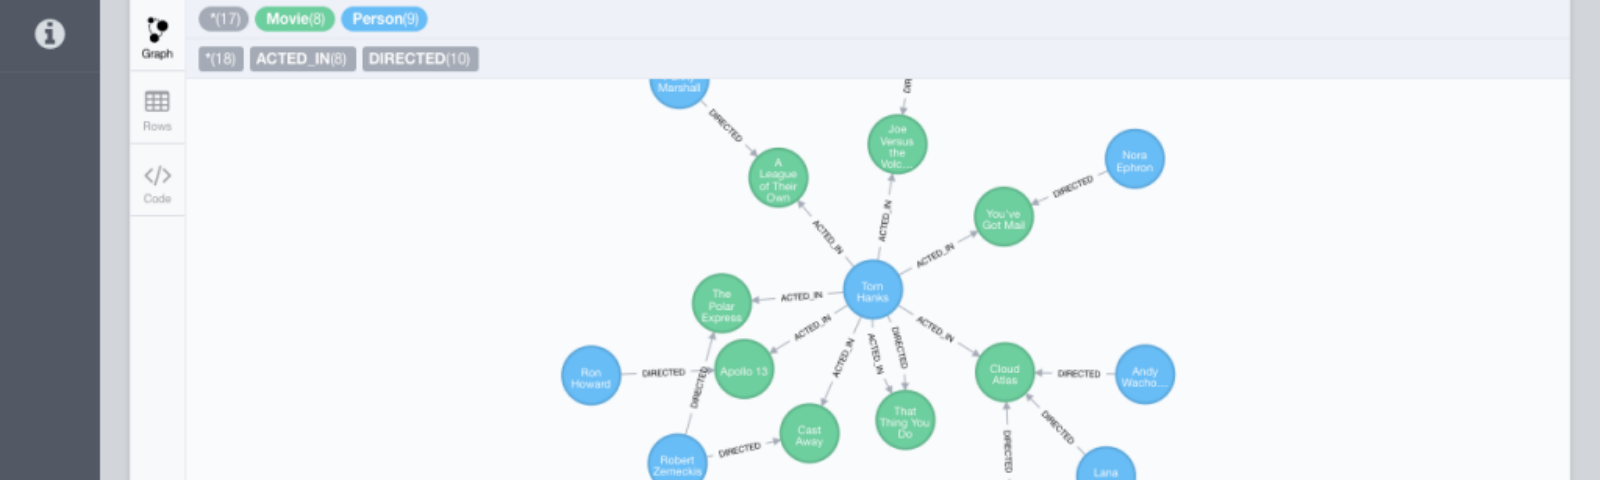 *(17) Movie(8) Person(9)
Graph
*(18) ACTED_IN(8) DIRECTED(10)
Rows
Code
Marshall
DIRECTED
A
League
of Their
Own
Joe
Versus
the
Volc...
Nora
Ephron
DIRECTED
You've
Got Mail
ACTED_IN
ACTED_IN
ACTED_IN
Tom
Hanks
The
Polar
Express
ACTED_IN
ACTED_IN
ACTED_IN
ACTED_IN
DIRECTED
ACTED_IN
Ron
Howard
DIRECTED
Apollo 13
DIRECTED
Cloud
Atlas
DIRECTED
Andy
Wacho...
Cast
Away
That
Thing You
Do
DIRECTED
DIRECTED
Robert
Zemeckis
DIRECTED
Lana